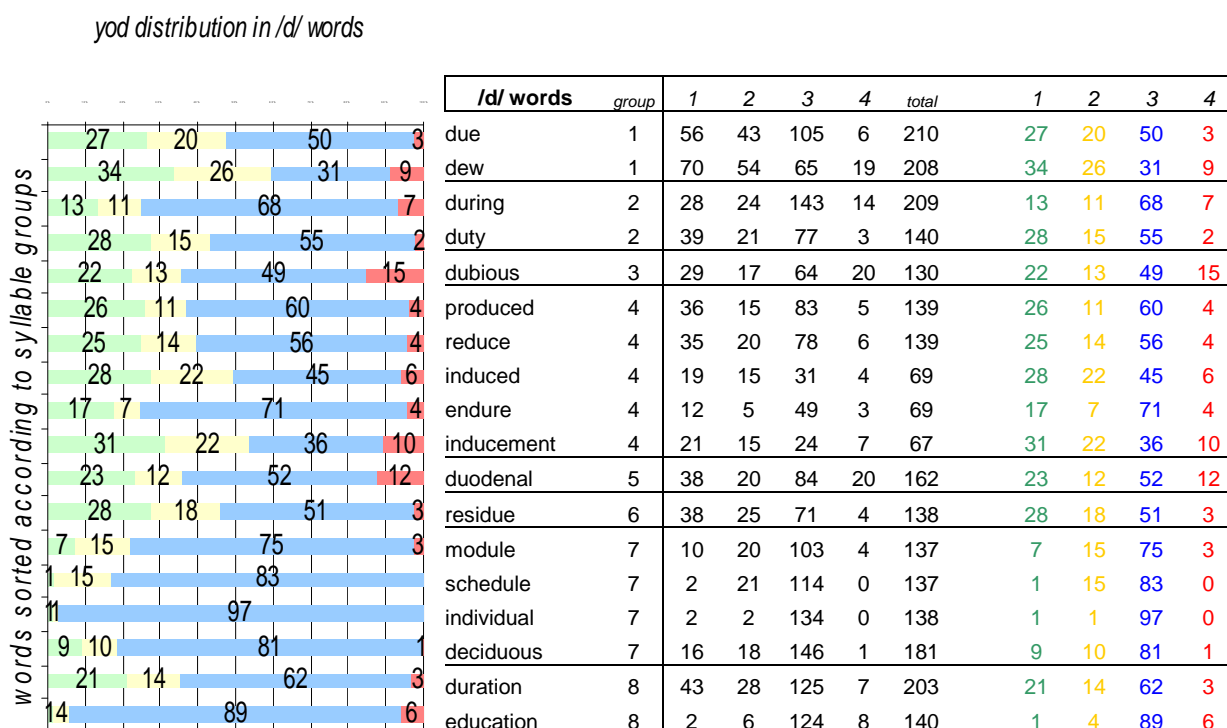 yod distribution in /d/ words
words sorted according to syllable groups
27 20 50 3
34 26 31 9
13 11 68 7
28 15 55 2
22 13 49 15
26 11 60 4
25 14 56 4
28 22 45 6
17 7 71 4
31 22 36 10
23 12 52 12
28 18 51 3
7 15 75 3
1 15 83
1 1 97
9 10 81 1
21 14 62 3
1 4 89 6
/d/ words group 1 2 3 4 total 1 2 3 4
due 1 56 43 105 6 210 27 20 50 3
dew 1 70 54 65 19 208 34 26 31 9
during 2 28 24 143 14 209 13 11 68 7
duty 2 39 21 77 3 140 28 15 55 2
dubious 3 29 17 64 20 130 22 13 49 15
produced 4 36 15 83 5 139 26 11 60 4
reduce 4 35 20 78 6 139 25 14 56 4
induced 4 19 15 31 4 69 28 22 45 6
endure 4 12 5 49 3 69 17 7 71 4
inducement 4 21 15 24 7 67 31 22 36 10
duodenal 5 38 20 84 20 162 23 12 52 12
residue 6 38 25 71 4 138 28 18 51 3
module 7 10 20 103 4 137 7 15 75 3
schedule 7 2 21 114 0 137 1 15 83 0
individual 7 2 2 134 0 138 1 1 97 0
deciduous 7 16 18 146 1 181 9 10 81 1
duration 8 43 28 125 7 203 21 14 62 3
education 8 2 6 124 8 140 1 4 89 6